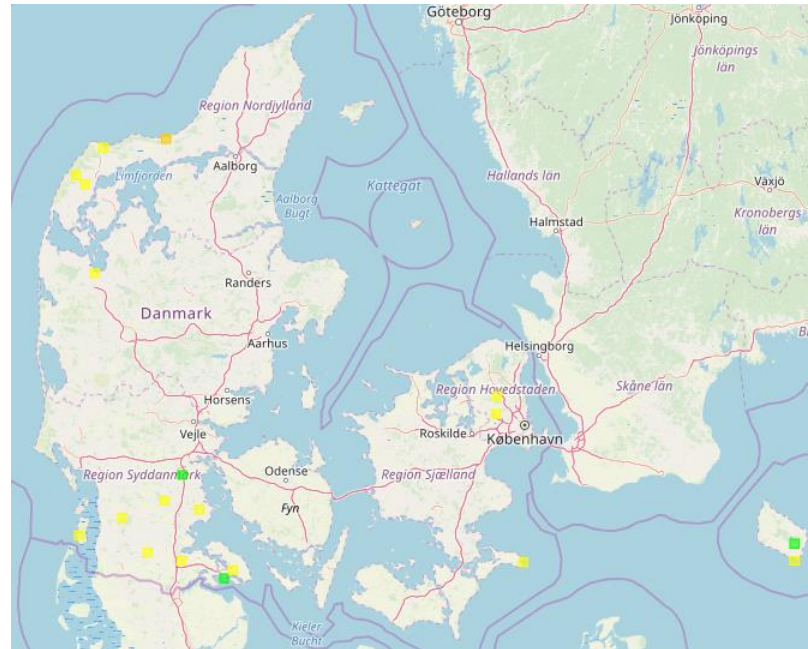 Göteborg
Jönköping
Jönköpings
län
Region Nordjylland
Aalborg
Limfjorden
Hallands län
Växjö
Kattegat
Aalborg
Bugt
Kronobergs
län
Halmstad
Randers
Danmark
Aarhus
Helsingborg
Region Hovedstaden
Skåne län
Horsens
Vejle
Roskilde
København
Region Syddanmark
Odense
Region Sjælland
Fyn
Kieler
Bucht